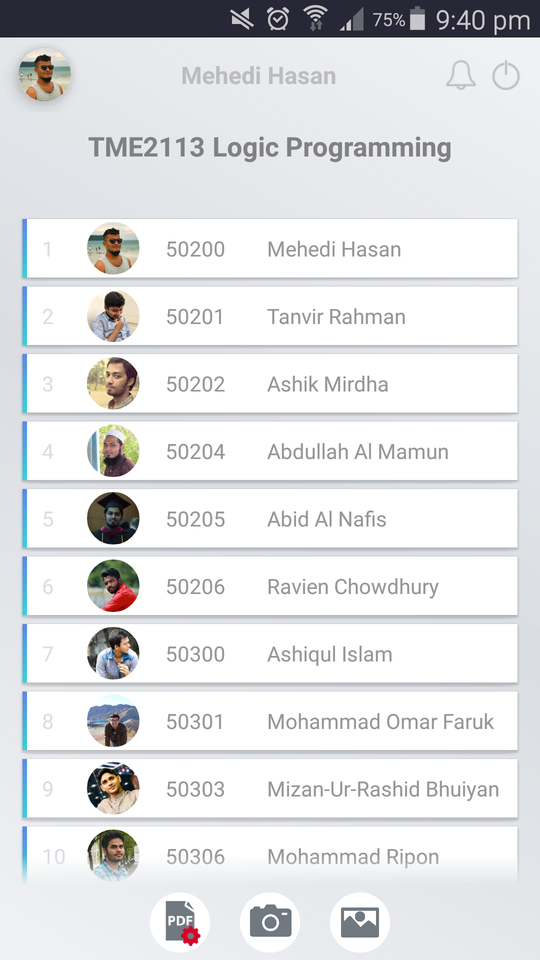 75% 9:40 pm
Mehedi Hasan
TME2113 Logic Programming
1 50200 Mehedi Hasan
2 50201 Tanvir Rahman
3 50202 Ashik Mirdha
4 50204 Abdullah Al Mamun
5 50205 Abid Al Nafis
6 50206 Ravien Chowdhury
7 50300 Ashiqul Islam
8 50301 Mohammad Omar Faruk
9 50303 Mizan-Ur-Rashid Bhuiyan
10 50306 Mohammad Ripon
PDF